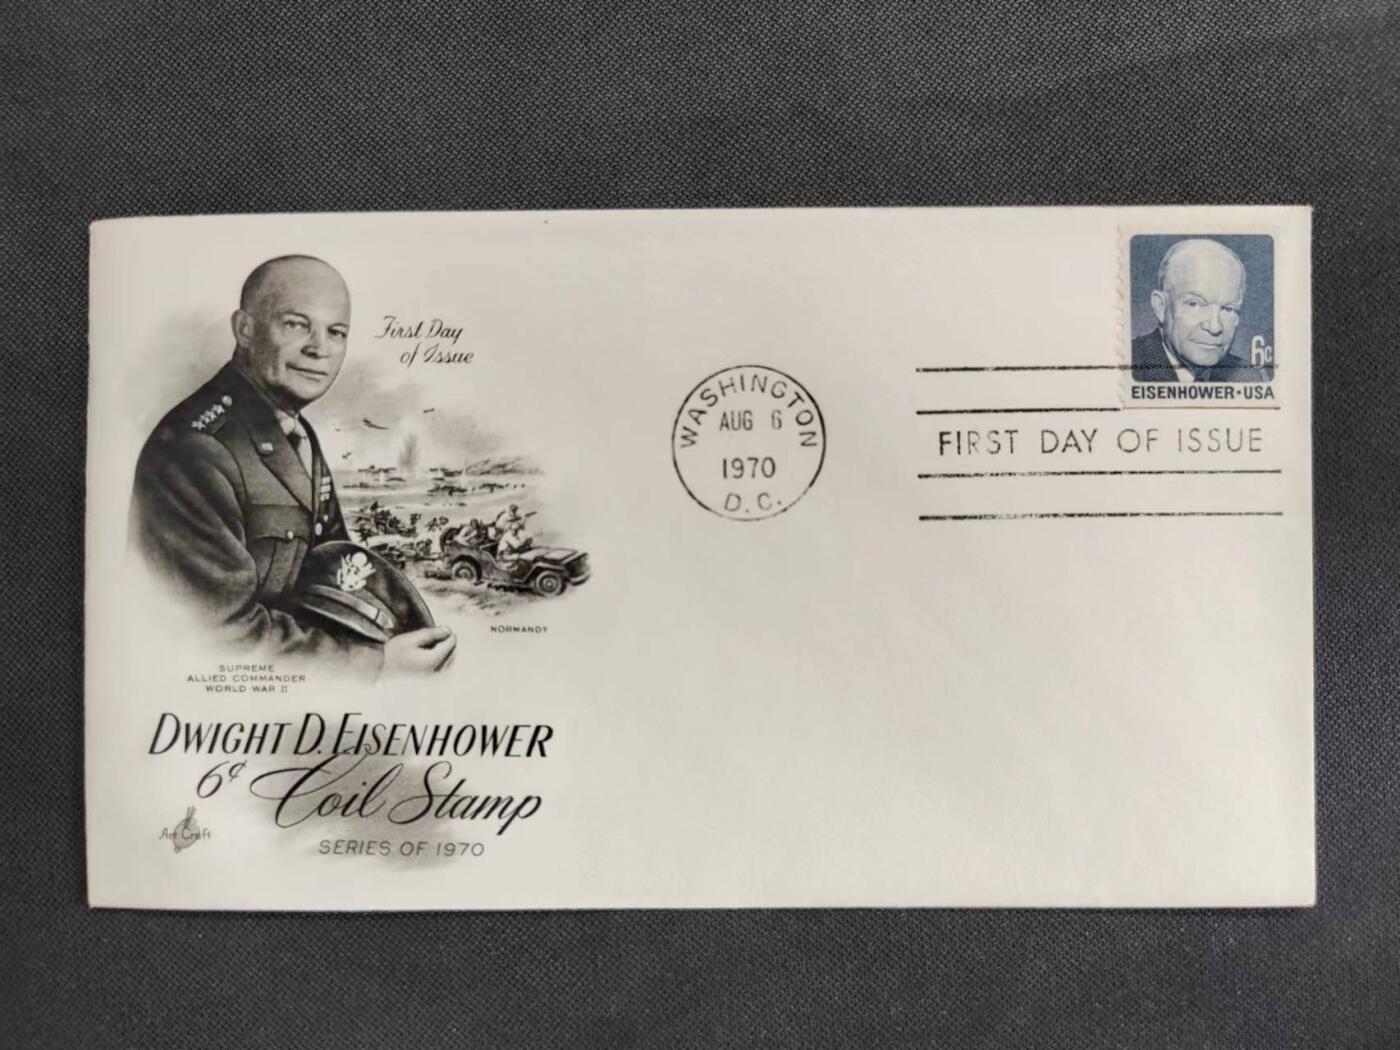 First Day
of Issue
6c
EISENHOWER·USA
WASHINGTON
AUG 6
1970
D.C.
FIRST DAY OF ISSUE
NORMANDY
SUPREME
ALLIED COMMANDER
WORLD WAR II
DWIGHT D. EISENHOWER
6¢ Coil Stamp
Art Craft
SERIES OF 1970